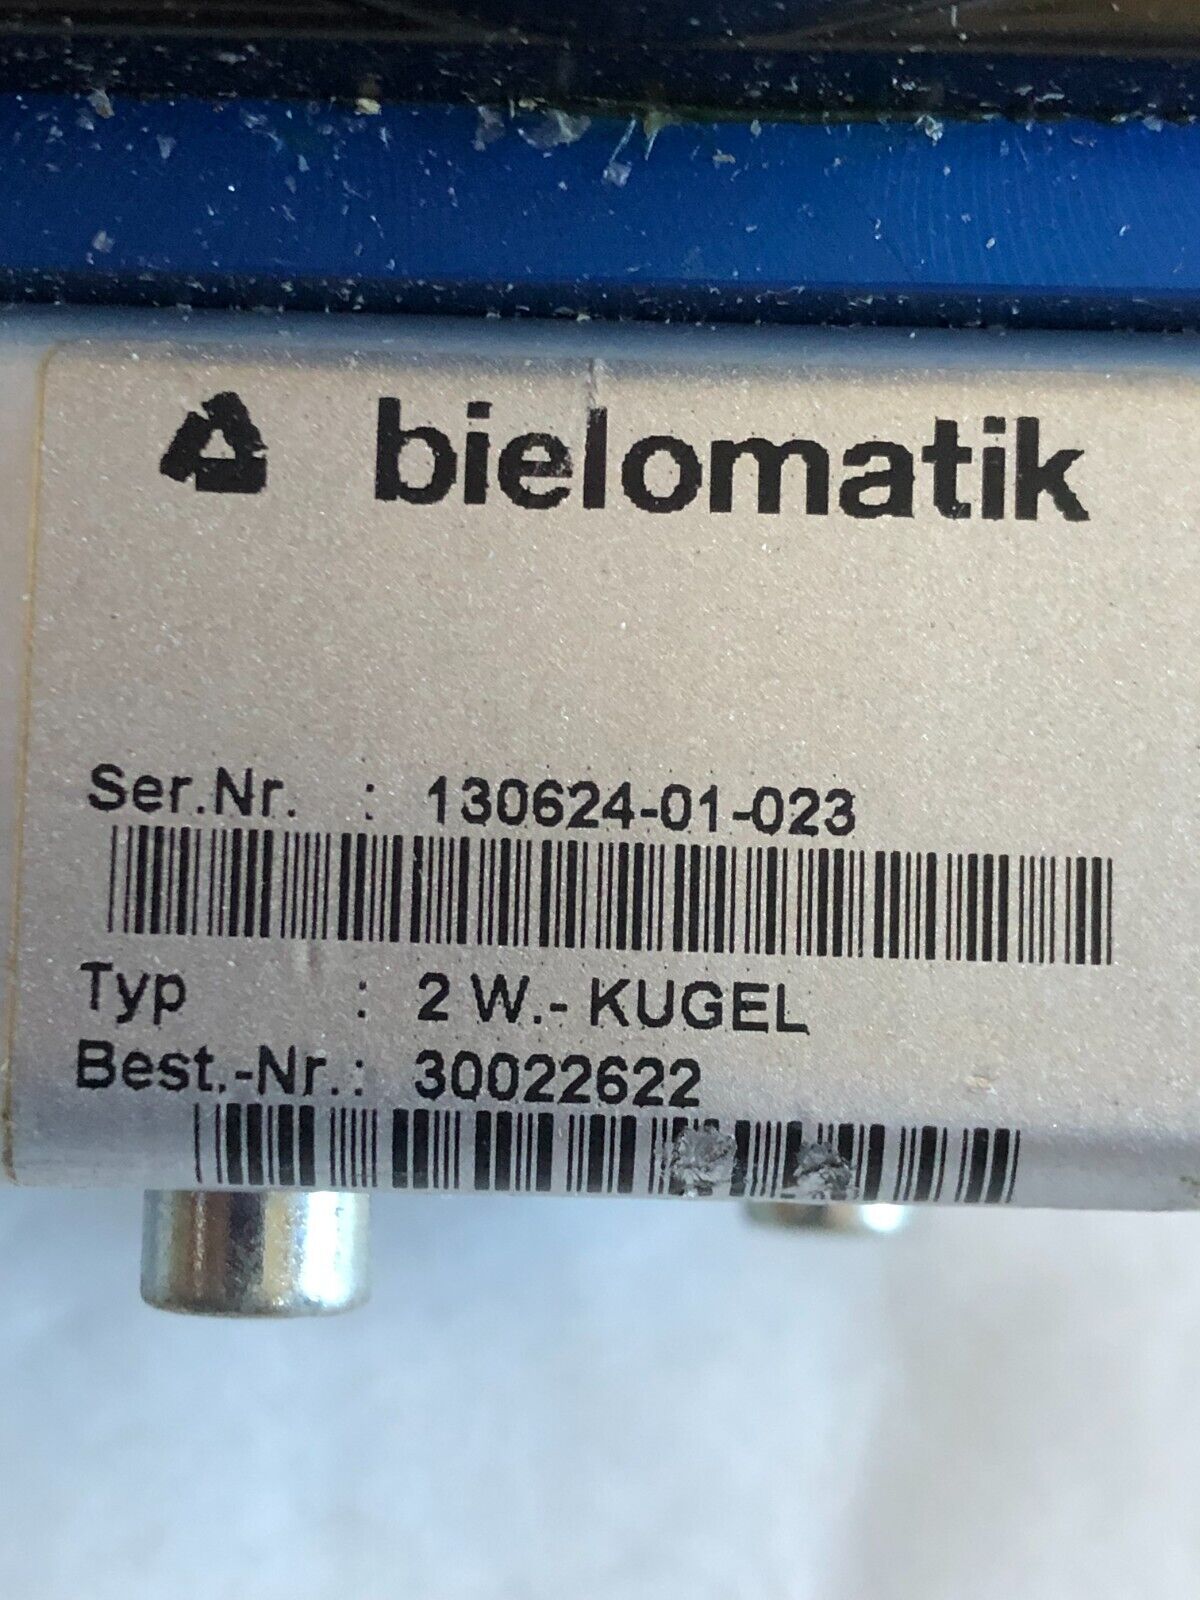 bielomatik
Ser.Nr. : 130624-01-023
Typ : 2 W.- KUGEL
Best.-Nr.: 30022622